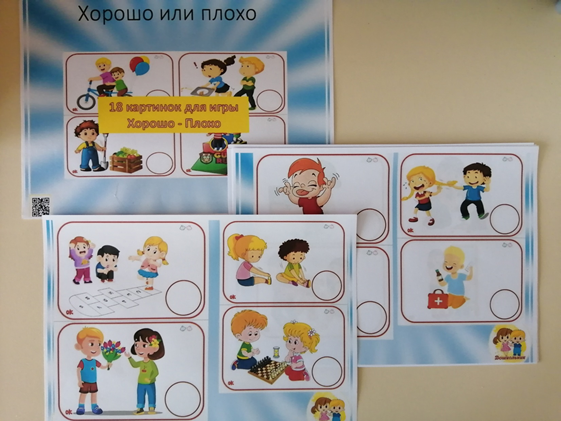 Хорошо или плохо
18 картинок для игры
Хорошо - Плохо